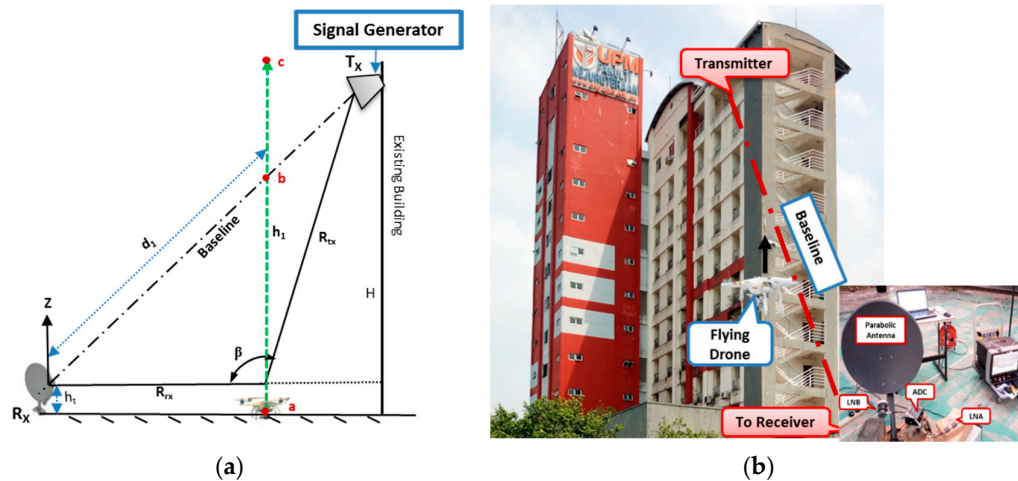 Signal Generator
Tx
c
b
d1
Baseline
h1
Rtx
Existing Building
H
Z
β
Rrx
ht
Rx
a
(a)
UPM
KEJURUTERAAN
Transmitter
Baseline
Flying
Drone
Parabolic
Antenna
LNB
ADC
LNA
To Receiver
(b)